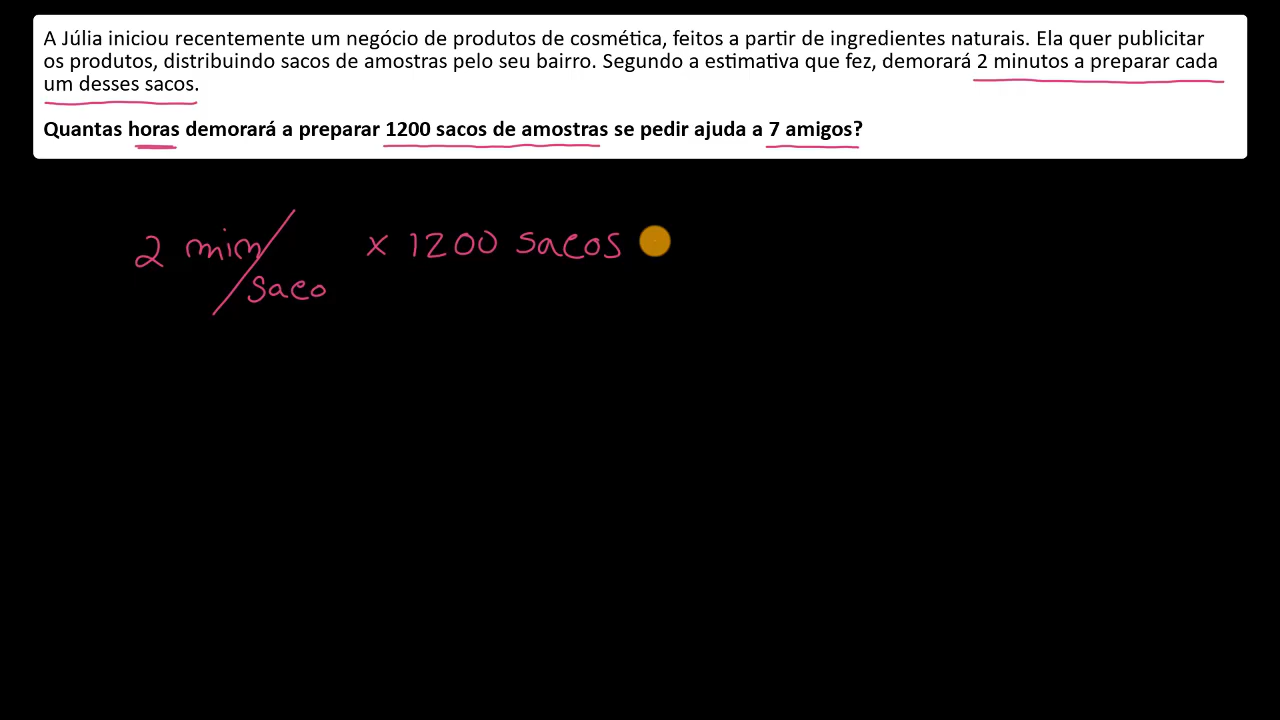 A Júlia iniciou recentemente um negócio de produtos de cosmética, feitos a partir de ingredientes naturais. Ela quer publicitar
os produtos, distribuindo sacos de amostras pelo seu bairro. Segundo a estimativa que fez, demorará 2 minutos a preparar cada
um desses sacos.
Quantas horas demorará a preparar 1200 sacos de amostras se pedir ajuda a 7 amigos?
2 min/saco x 1200 sacos